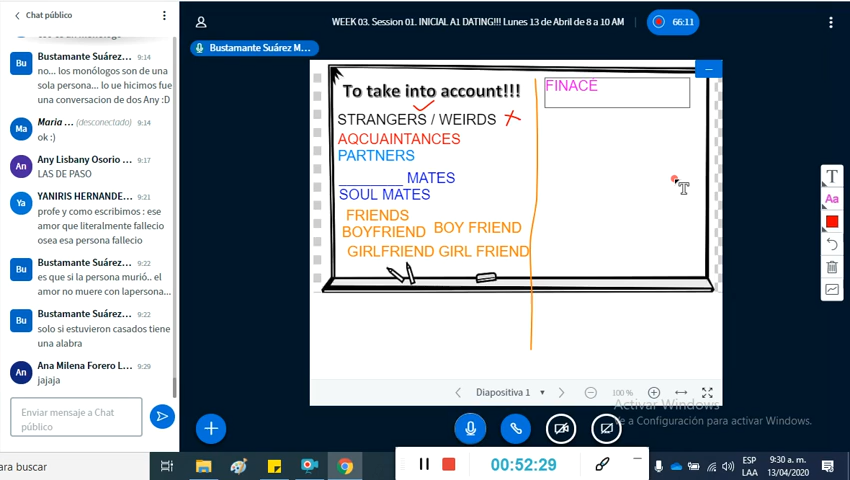 Chat público
WEEK 03. Session 01. INICIAL A1 DATING!!! Lunes 13 de Abril de 8 a 10 AM
66:11
Bustamante Suárez M...
Bu
Bustamante Suárez... 9:14
no... los monólogos son de una
sola persona... lo ue hicimos fue
una conversacion de dos Any :D
Ma
Maria ... (desconectado) 9:14
ok :)
An
Any Lisbany Osorio ... 9:17
LAS DE PASO
Ya
YANIRIS HERNANDE... 9:21
profe y como escribimos : ese
amor que literalmente fallecio
osea esa persona fallecio
Bu
Bustamante Suárez... 9:22
es que si la persona murió.. el
amor no muere con lapersona...
Bu
Bustamante Suárez... 9:22
solo si estuvieron casados tiene
una alabra
An
Ana Milena Forero L... 9:29
jajaja
Enviar mensaje a Chat
público
To take into account!!!
STRANGERS / WEIRDS
AQCUAINTANCES
PARTNERS
________ MATES
SOUL MATES
FRIENDS
BOYFRIEND BOY FRIEND
GIRLFRIEND GIRL FRIEND
FINACÉ
T
T
Aa
Diapositiva 1
100 %
Activar Windows
Ve a Configuración para activar Windows.
ara buscar
00:52:29
ESP
LAA
9:30 a. m.
13/04/2020